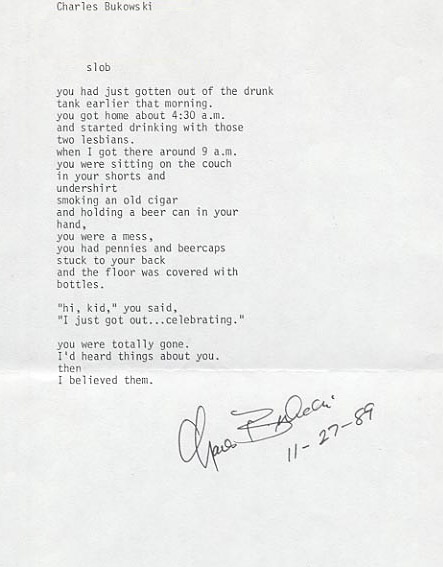 Charles Bukowski
slob
you had just gotten out of the drunk
tank earlier that morning.
you got home about 4:30 a.m.
and started drinking with those
two lesbians.
when I got there around 9 a.m.
you were sitting on the couch
in your shorts and
undershirt
smoking an old cigar
and holding a beer can in your
hand,
you were a mess,
you had pennies and beercaps
stuck to your back
and the floor was covered with
bottles.
"hi, kid," you said,
"I just got out...celebrating."
you were totally gone.
I'd heard things about you.
then
I believed them.
Charles Bukowski
11-27-89